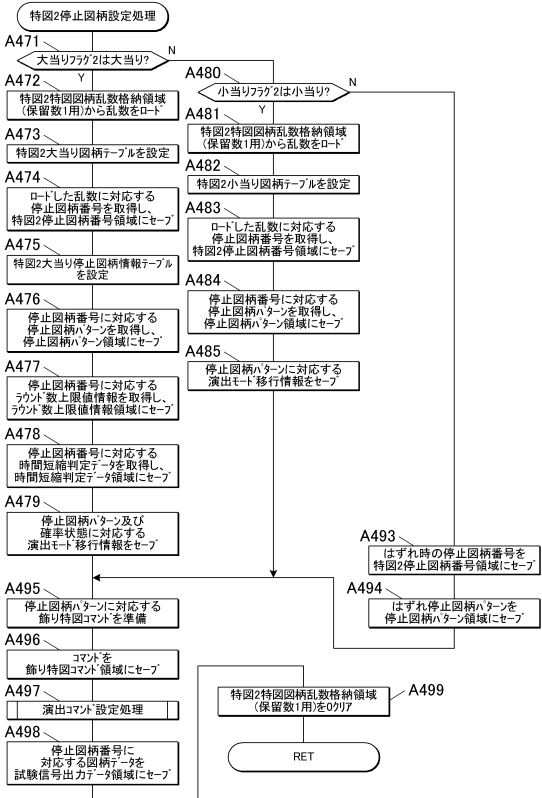 特図2停止図柄設定処理
A471
大当りフラグ2は大当り?
N
Y
A472
特図2特図図柄乱数格納領域
(保留数1用)から乱数をロード
A473
特図2大当り図柄テーブルを設定
A474
ロードした乱数に対応する
停止図柄番号を取得し、
特図2停止図柄番号領域にセーブ
A475
特図2大当り停止図柄情報テーブル
を設定
A476
停止図柄番号に対応する
停止図柄パターンを取得し、
停止図柄パターン領域にセーブ
A477
停止図柄番号に対応する
ラウンド数上限値情報を取得し、
ラウンド数上限値情報領域にセーブ
A478
停止図柄番号に対応する
時間短縮判定データを取得し、
時間短縮判定データ領域にセーブ
A479
停止図柄パターン及び
確率状態に対応する
演出モード移行情報をセーブ
A480
小当りフラグ2は小当り?
N
Y
A481
特図2特図図柄乱数格納領域
(保留数1用)から乱数をロード
A482
特図2小当り図柄テーブルを設定
A483
ロードした乱数に対応する
停止図柄番号を取得し、
特図2停止図柄番号領域にセーブ
A484
停止図柄番号に対応する
停止図柄パターンを取得し、
停止図柄パターン領域にセーブ
A485
停止図柄パターンに対応する
演出モード移行情報をセーブ
A493
はずれ時の停止図柄番号を
特図2停止図柄番号領域にセーブ
A494
はずれ停止図柄パターンを
停止図柄パターン領域にセーブ
A495
停止図柄パターンに対応する
飾り特図コマンドを準備
A496
コマンドを
飾り特図コマンド領域にセーブ
A497
演出コマンド設定処理
A498
停止図柄番号に
対応する図柄データを
試験信号出力データ領域にセーブ
A499
特図2特図図柄乱数格納領域
(保留数1用)を0クリア
RET